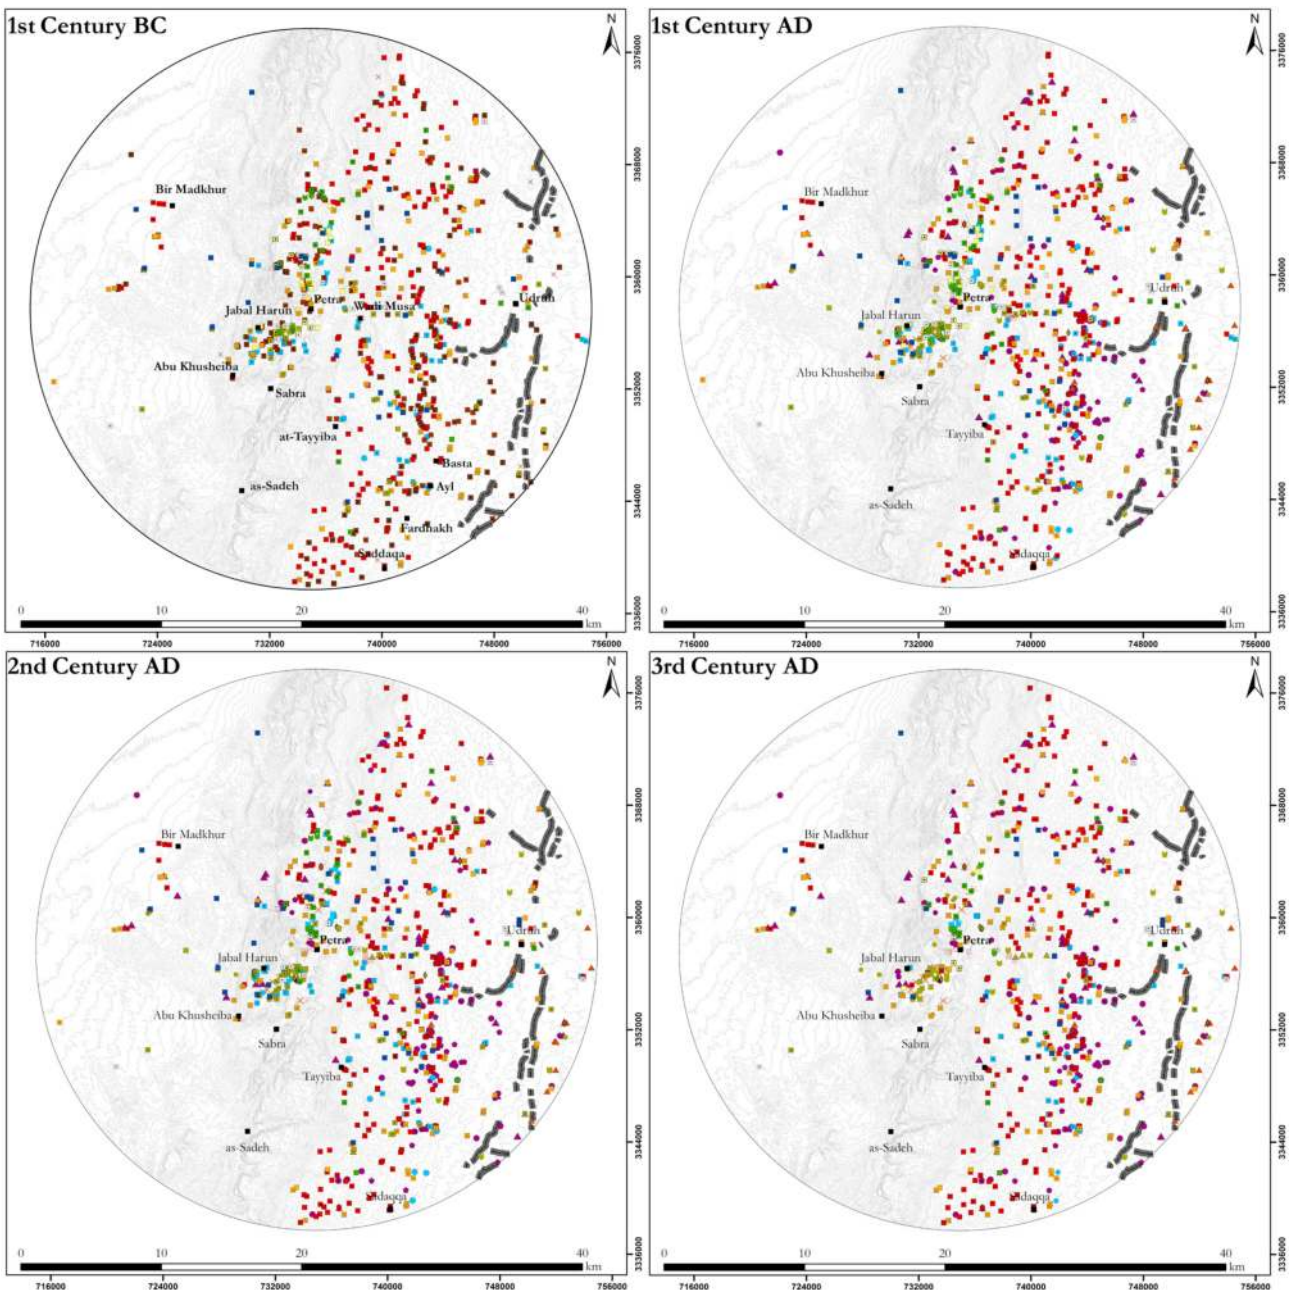 1st Century BC
N
Bir Madkhur
Petra
Wadi Musa
Jabal Harun
Udruh
Abu Khusheiba
Sabra
at-Tayyiba
Basta
as-Sadeh
Ayl
Fardhakh
Saddaqa
0 10 20 40
km
716000 724000 732000 740000 748000 756000
3376000
3368000
3360000
3352000
3344000
3336000
1st Century AD
N
Bir Madkhur
Udruh
Petra
Jabal Harun
Abu Khusheiba
Sabra
Tayyiba
as-Sadeh
Sadaqqa
0 10 20 40
km
716000 724000 732000 740000 748000 756000
3376000
3368000
3360000
3352000
3344000
3336000
2nd Century AD
N
Bir Madkhur
Udruh
Petra
Jabal Harun
Abu Khusheiba
Sabra
Tayyiba
as-Sadeh
Sadaqqa
0 10 20 40
km
716000 724000 732000 740000 748000 756000
3376000
3368000
3360000
3352000
3344000
3336000
3rd Century AD
N
Bir Madkhur
Udruh
Petra
Jabal Harun
Abu Khusheiba
Sabra
Tayyiba
as-Sadeh
Sadaqqa
0 10 20 40
km
716000 724000 732000 740000 748000 756000
3376000
3368000
3360000
3352000
3344000
3336000